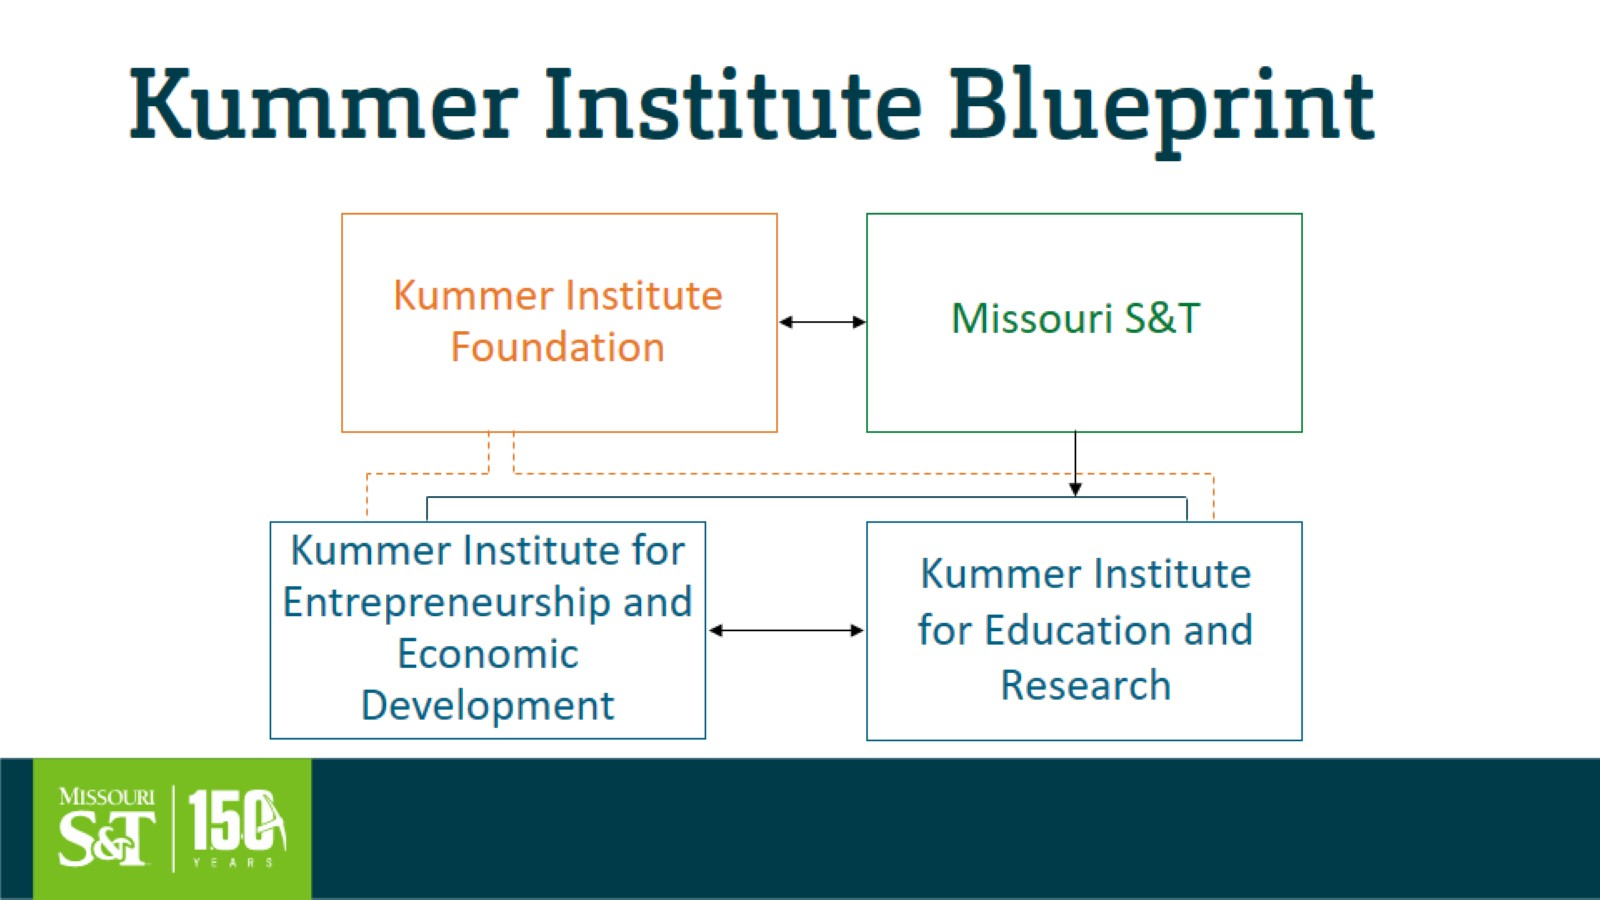 Kummer Institute Blueprint
Kummer Institute
Foundation
Missouri S&T
Kummer Institute for
Entrepreneurship and
Economic
Development
Kummer Institute
for Education and
Research
MISSOURI
S&T
150
YEARS